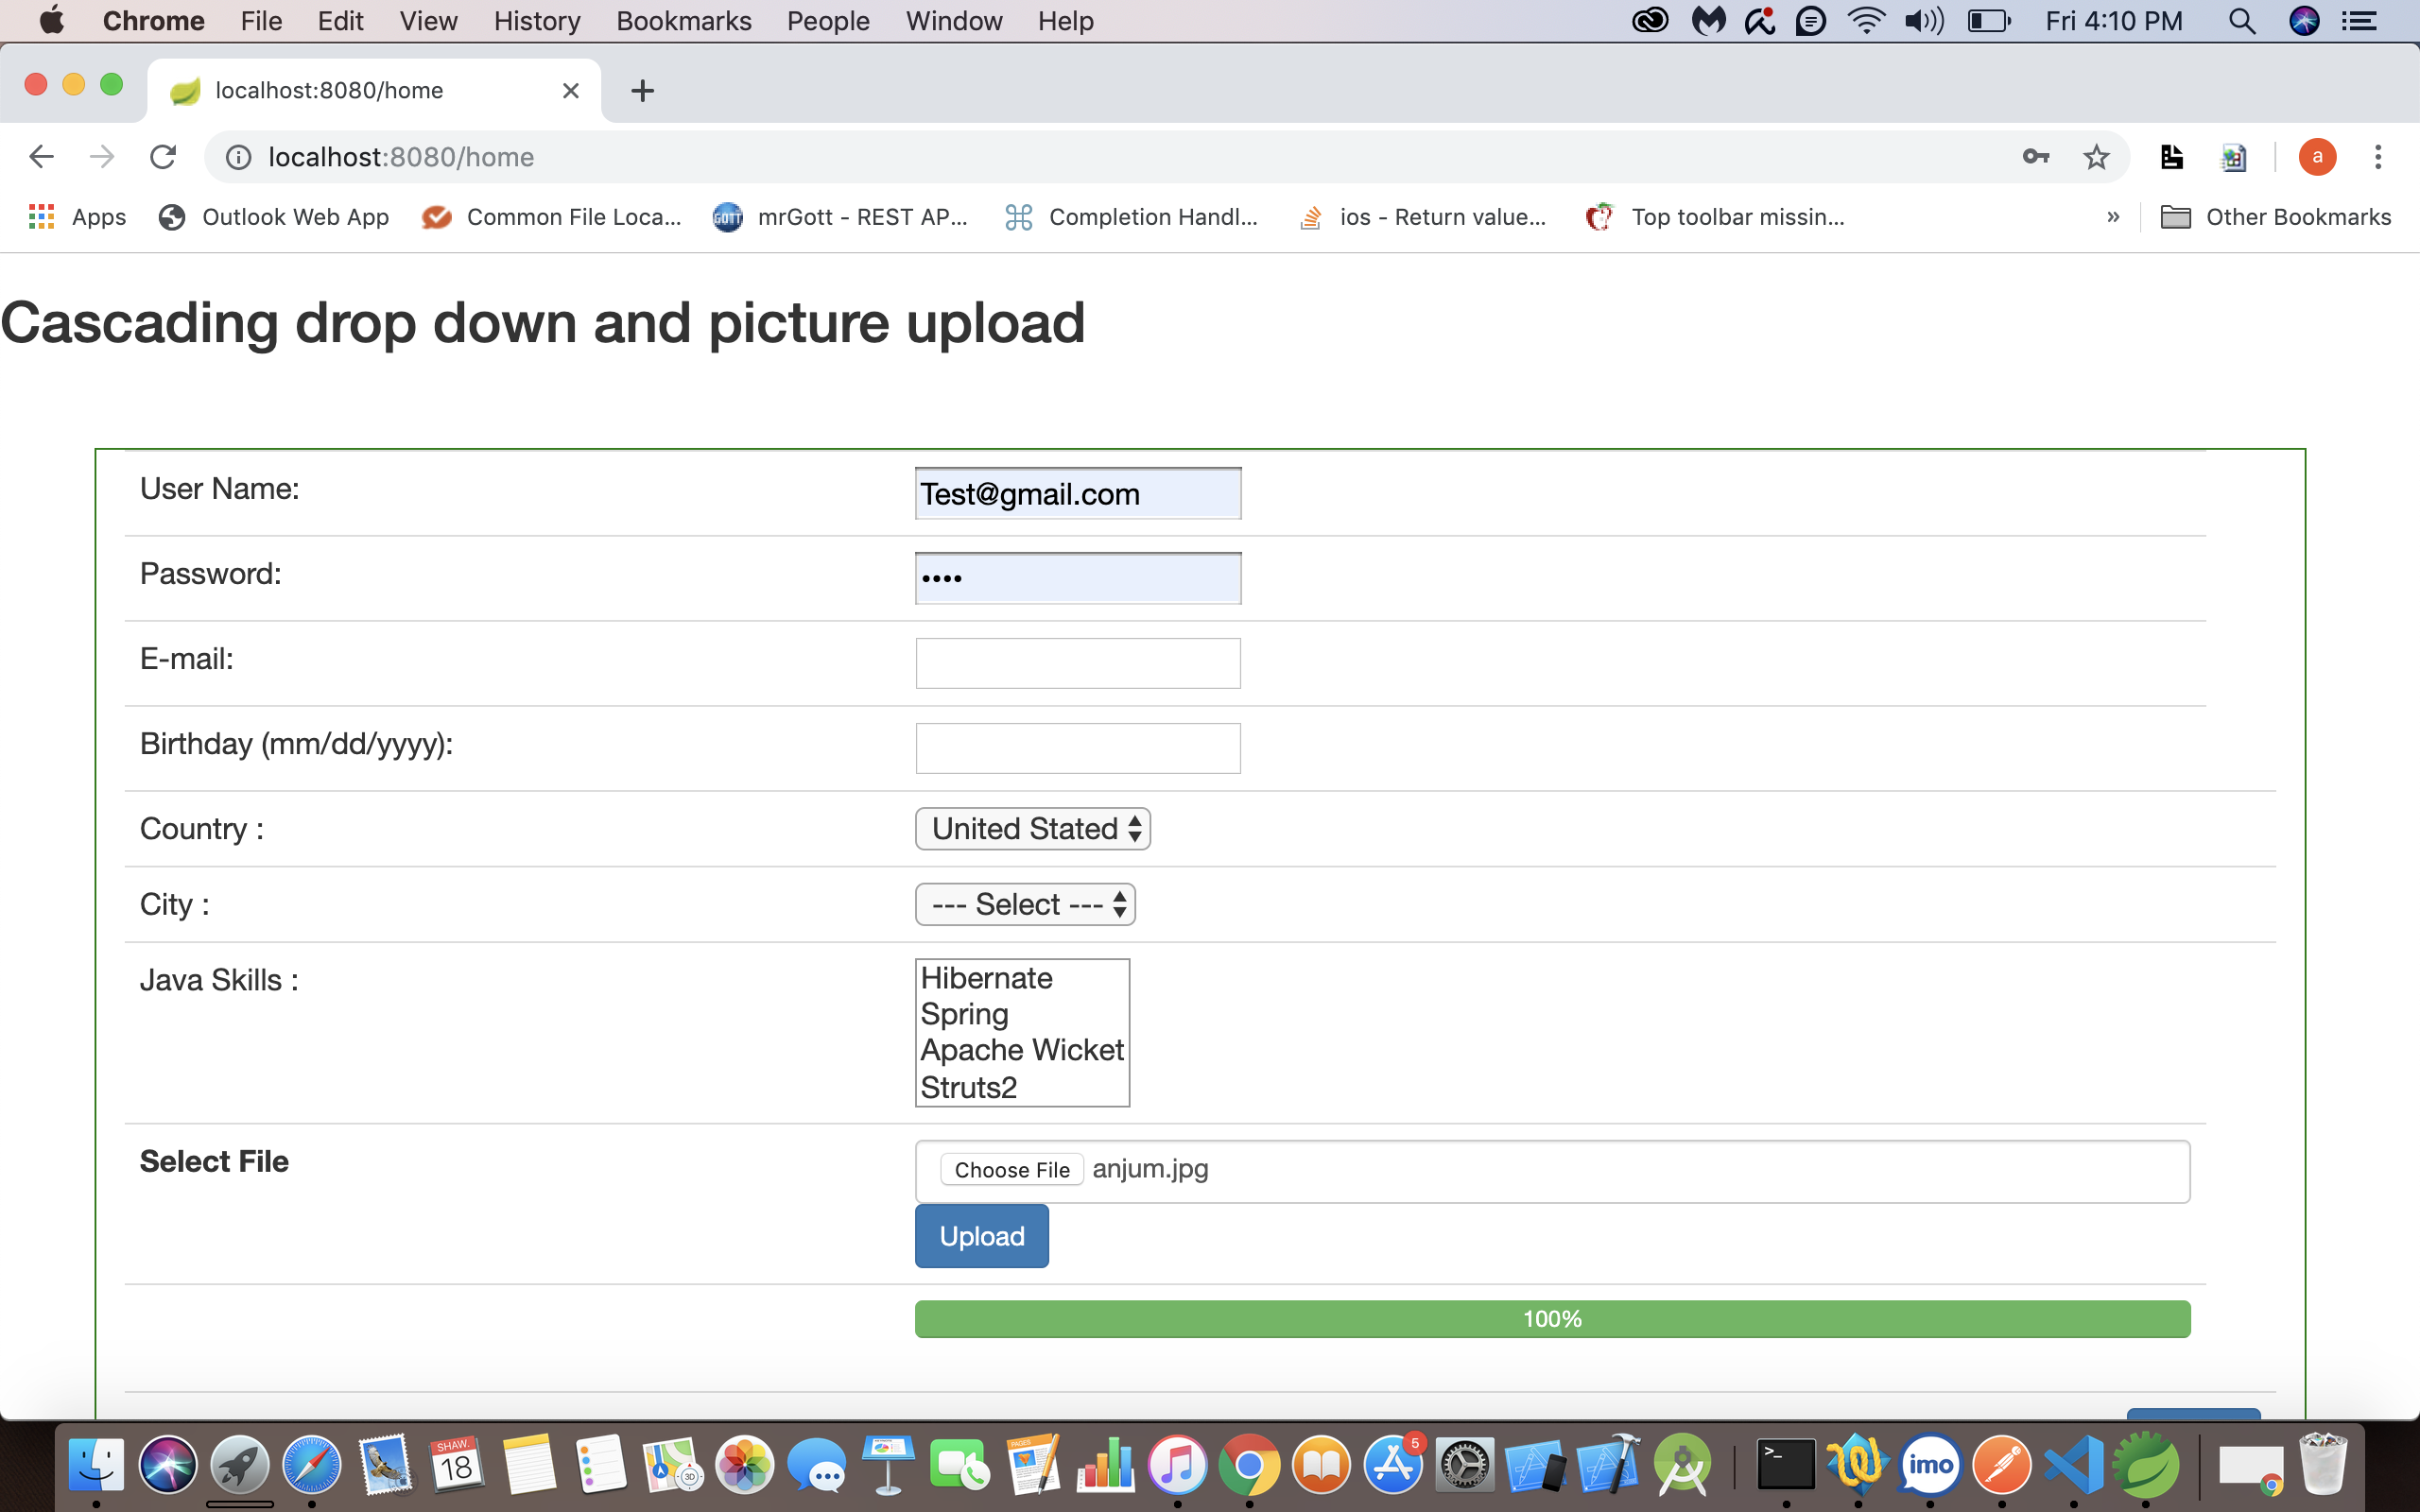 Chrome File Edit View History Bookmarks People Window Help Fri 4:10 PM
localhost:8080/home
localhost:8080/home a
Apps Outlook Web App Common File Loca... GOTT mrGott - REST AP... Completion Handl... ios - Return value... Top toolbar missin... » Other Bookmarks
Cascading drop down and picture upload
User Name: Test@gmail.com
Password: ••••
E-mail:
Birthday (mm/dd/yyyy):
Country : United Stated
City : --- Select ---
Java Skills : Hibernate
Spring
Apache Wicket
Struts2
Select File Choose File anjum.jpg
Upload
100%
SHAW. 18 3D PAGES 5 >_ imo